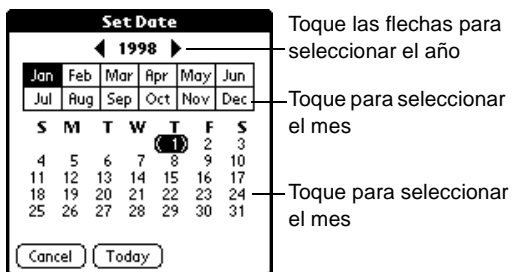 Set Date
1998
Jan Feb Mar Apr May Jun
Jul Aug Sep Oct Nov Dec
S M T W T F S
1 2 3
4 5 6 7 8 9 10
11 12 13 14 15 16 17
18 19 20 21 22 23 24
25 26 27 28 29 30 31
Cancel Today
Toque las flechas para
seleccionar el año
Toque para seleccionar
el mes
Toque para seleccionar
el mes